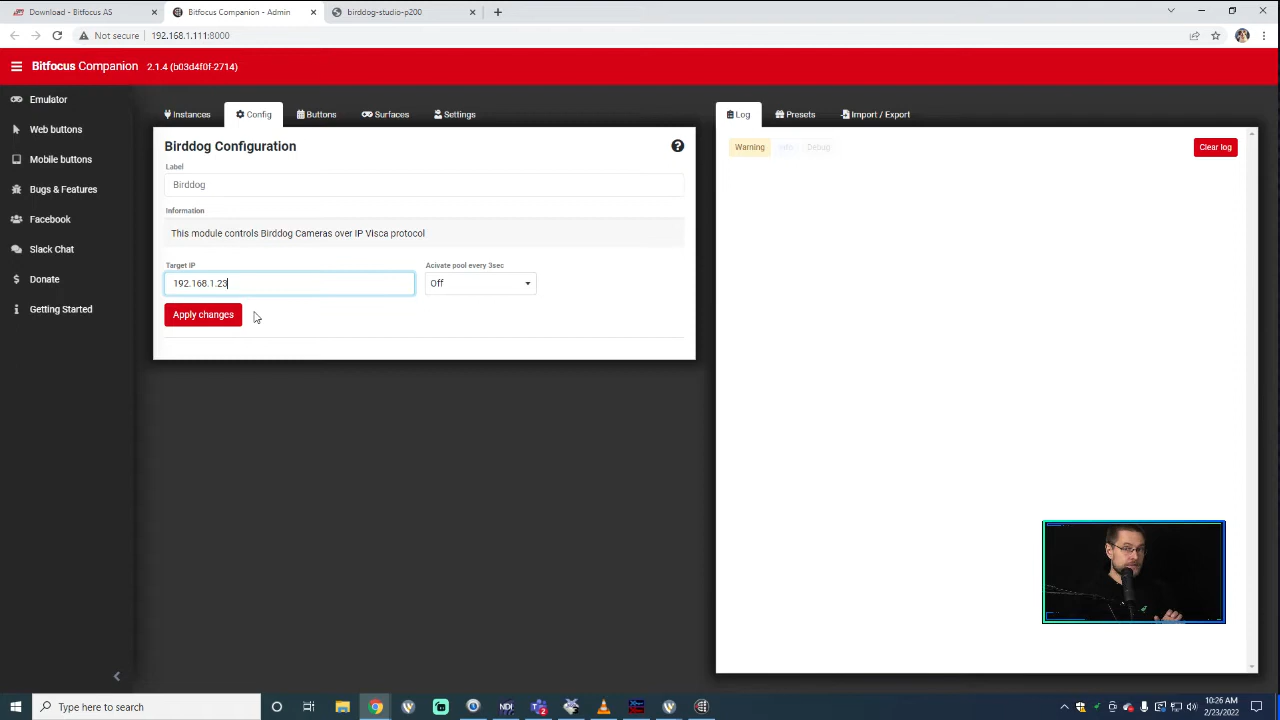 Download - Bitfocus AS
Bitfocus Companion - Admin
birddog-studio-p200
Not secure 192.168.1.111:8000
Bitfocus Companion 2.1.4 (b03d4f0f-2714)
Emulator
Web buttons
Mobile buttons
Bugs & Features
Facebook
Slack Chat
Donate
Getting Started
Instances Config Buttons Surfaces Settings
Birddog Configuration
Label
Birddog
Information
This module controls Birddog Cameras over IP Visca protocol
Target IP
192.168.1.23
Acivate pool every 3sec
Off
Apply changes
Log Presets Import / Export
Warning Info Debug
Clear log
Type here to search
10:26 AM
2/23/2022